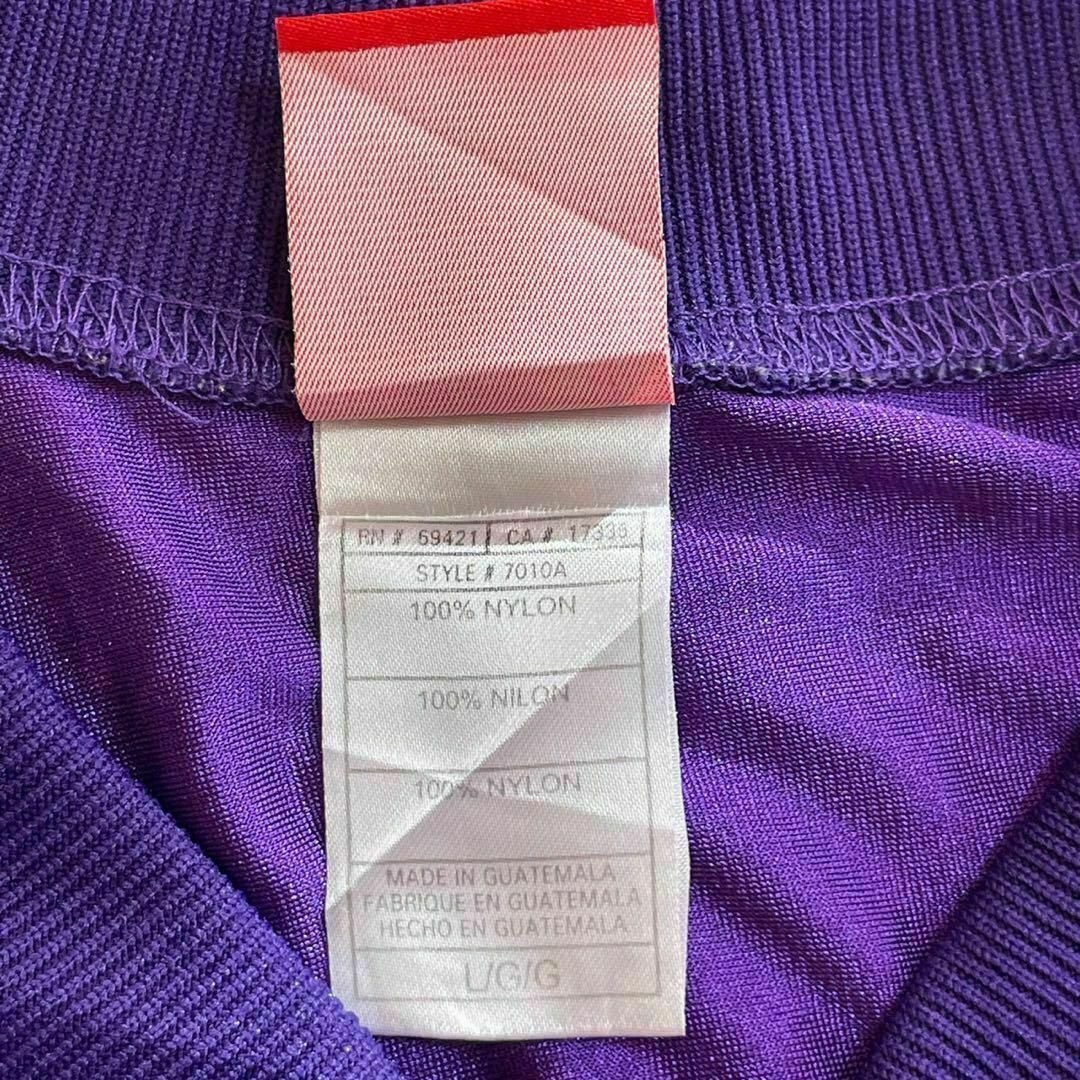 RN # 69421 CA # 17336
STYLE # 7010A
100% NYLON
100% NILON
100% NYLON
MADE IN GUATEMALA
FABRIQUE EN GUATEMALA
HECHO EN GUATEMALA
L/G/G